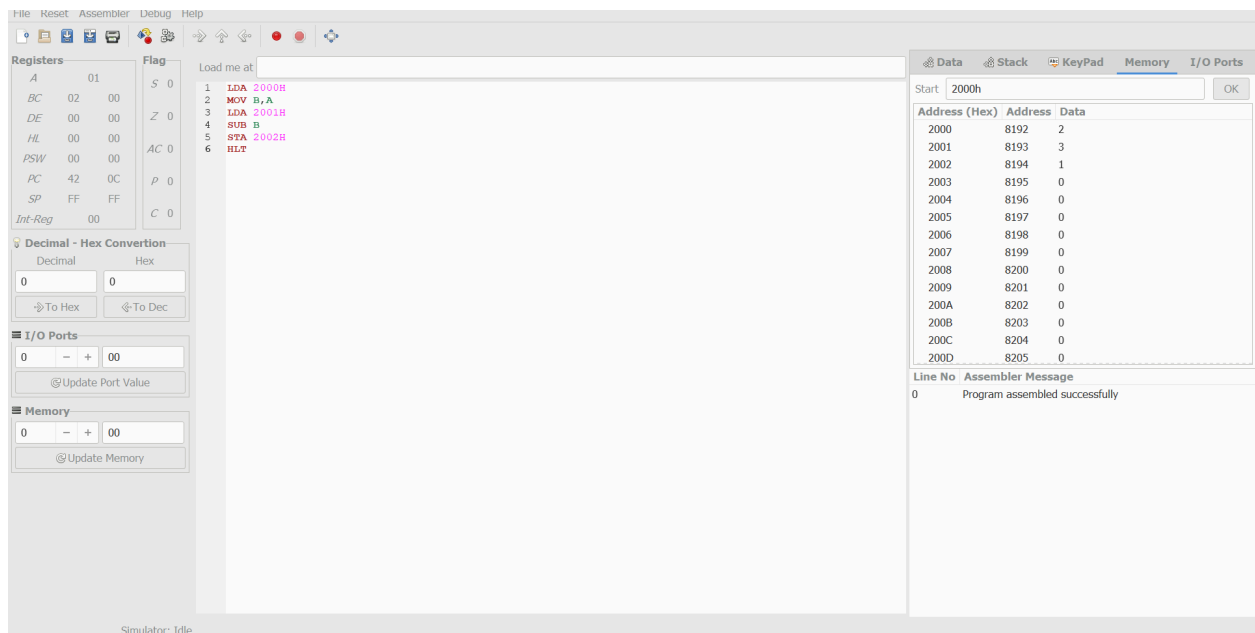 File Reset Assembler Debug Help
Registers
A 01
BC 02 00
DE 00 00
HL 00 00
PSW 00 00
PC 42 0C
SP FF FF
Int-Reg 00
Flag
S 0
Z 0
AC 0
P 0
C 0
Decimal - Hex Convertion
Decimal Hex
0 0
To Hex To Dec
I/O Ports
0 − + 00
Update Port Value
Memory
0 − + 00
Update Memory
Load me at
1 LDA 2000H
2 MOV B,A
3 LDA 2001H
4 SUB B
5 STA 2002H
6 HLT
Data Stack KeyPad Memory I/O Ports
Start 2000h OK
Address (Hex) Address Data
2000 8192 2
2001 8193 3
2002 8194 1
2003 8195 0
2004 8196 0
2005 8197 0
2006 8198 0
2007 8199 0
2008 8200 0
2009 8201 0
200A 8202 0
200B 8203 0
200C 8204 0
200D 8205 0
Line No Assembler Message
0 Program assembled successfully
Simulator: Idle